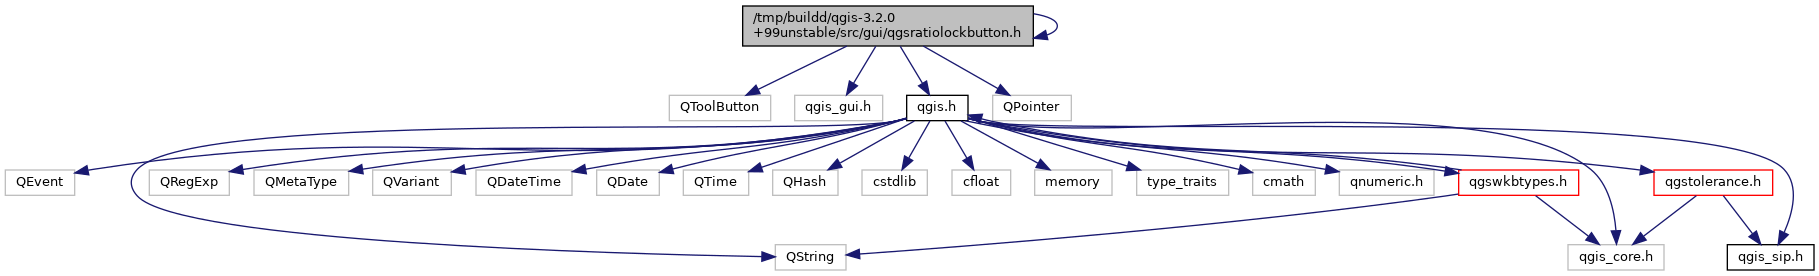 /tmp/buildd/qgis-3.2.0
+99unstable/src/gui/qgsratiolockbutton.h
QToolButton
qgis_gui.h
qgis.h
QPointer
QEvent
QRegExp
QMetaType
QVariant
QDateTime
QDate
QTime
QHash
cstdlib
cfloat
memory
type_traits
cmath
qnumeric.h
qgswkbtypes.h
qgstolerance.h
QString
qgis_core.h
qgis_sip.h